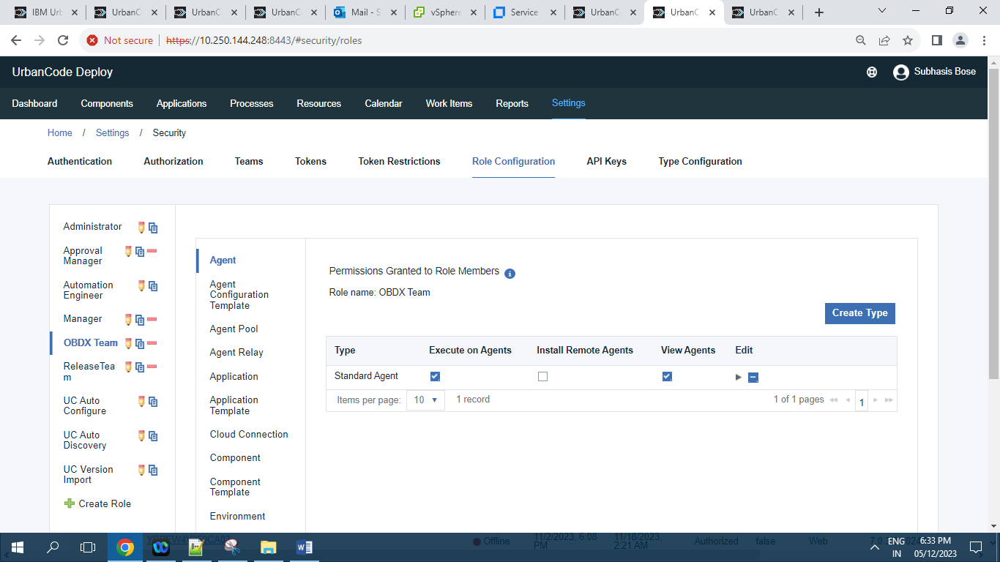 IBM Urb
UrbanC
UrbanC
UrbanC
Mail - S
vSphere
Service
UrbanC
UrbanC
UrbanC
Not secure https://10.250.144.248:8443/#security/roles
UrbanCode Deploy
Subhasis Bose
Dashboard Components Applications Processes Resources Calendar Work Items Reports Settings
Home / Settings / Security
Authentication Authorization Teams Tokens Token Restrictions Role Configuration API Keys Type Configuration
Administrator
Approval
Manager
Automation
Engineer
Manager
OBDX Team
ReleaseTea
m
UC Auto
Configure
UC Auto
Discovery
UC Version
Import
Create Role
Agent
Agent
Configuration
Template
Agent Pool
Agent Relay
Application
Application
Template
Cloud Connection
Component
Component
Template
Environment
Permissions Granted to Role Members
Role name: OBDX Team
Create Type
Type Execute on Agents Install Remote Agents View Agents Edit
Standard Agent
Items per page: 10 1 record 1 of 1 pages 1
Offline
11/2/2023, 6:08
PM
11/18/2023,
2:21 AM
Authorized false Web
ENG
IN
6:33 PM
05/12/2023